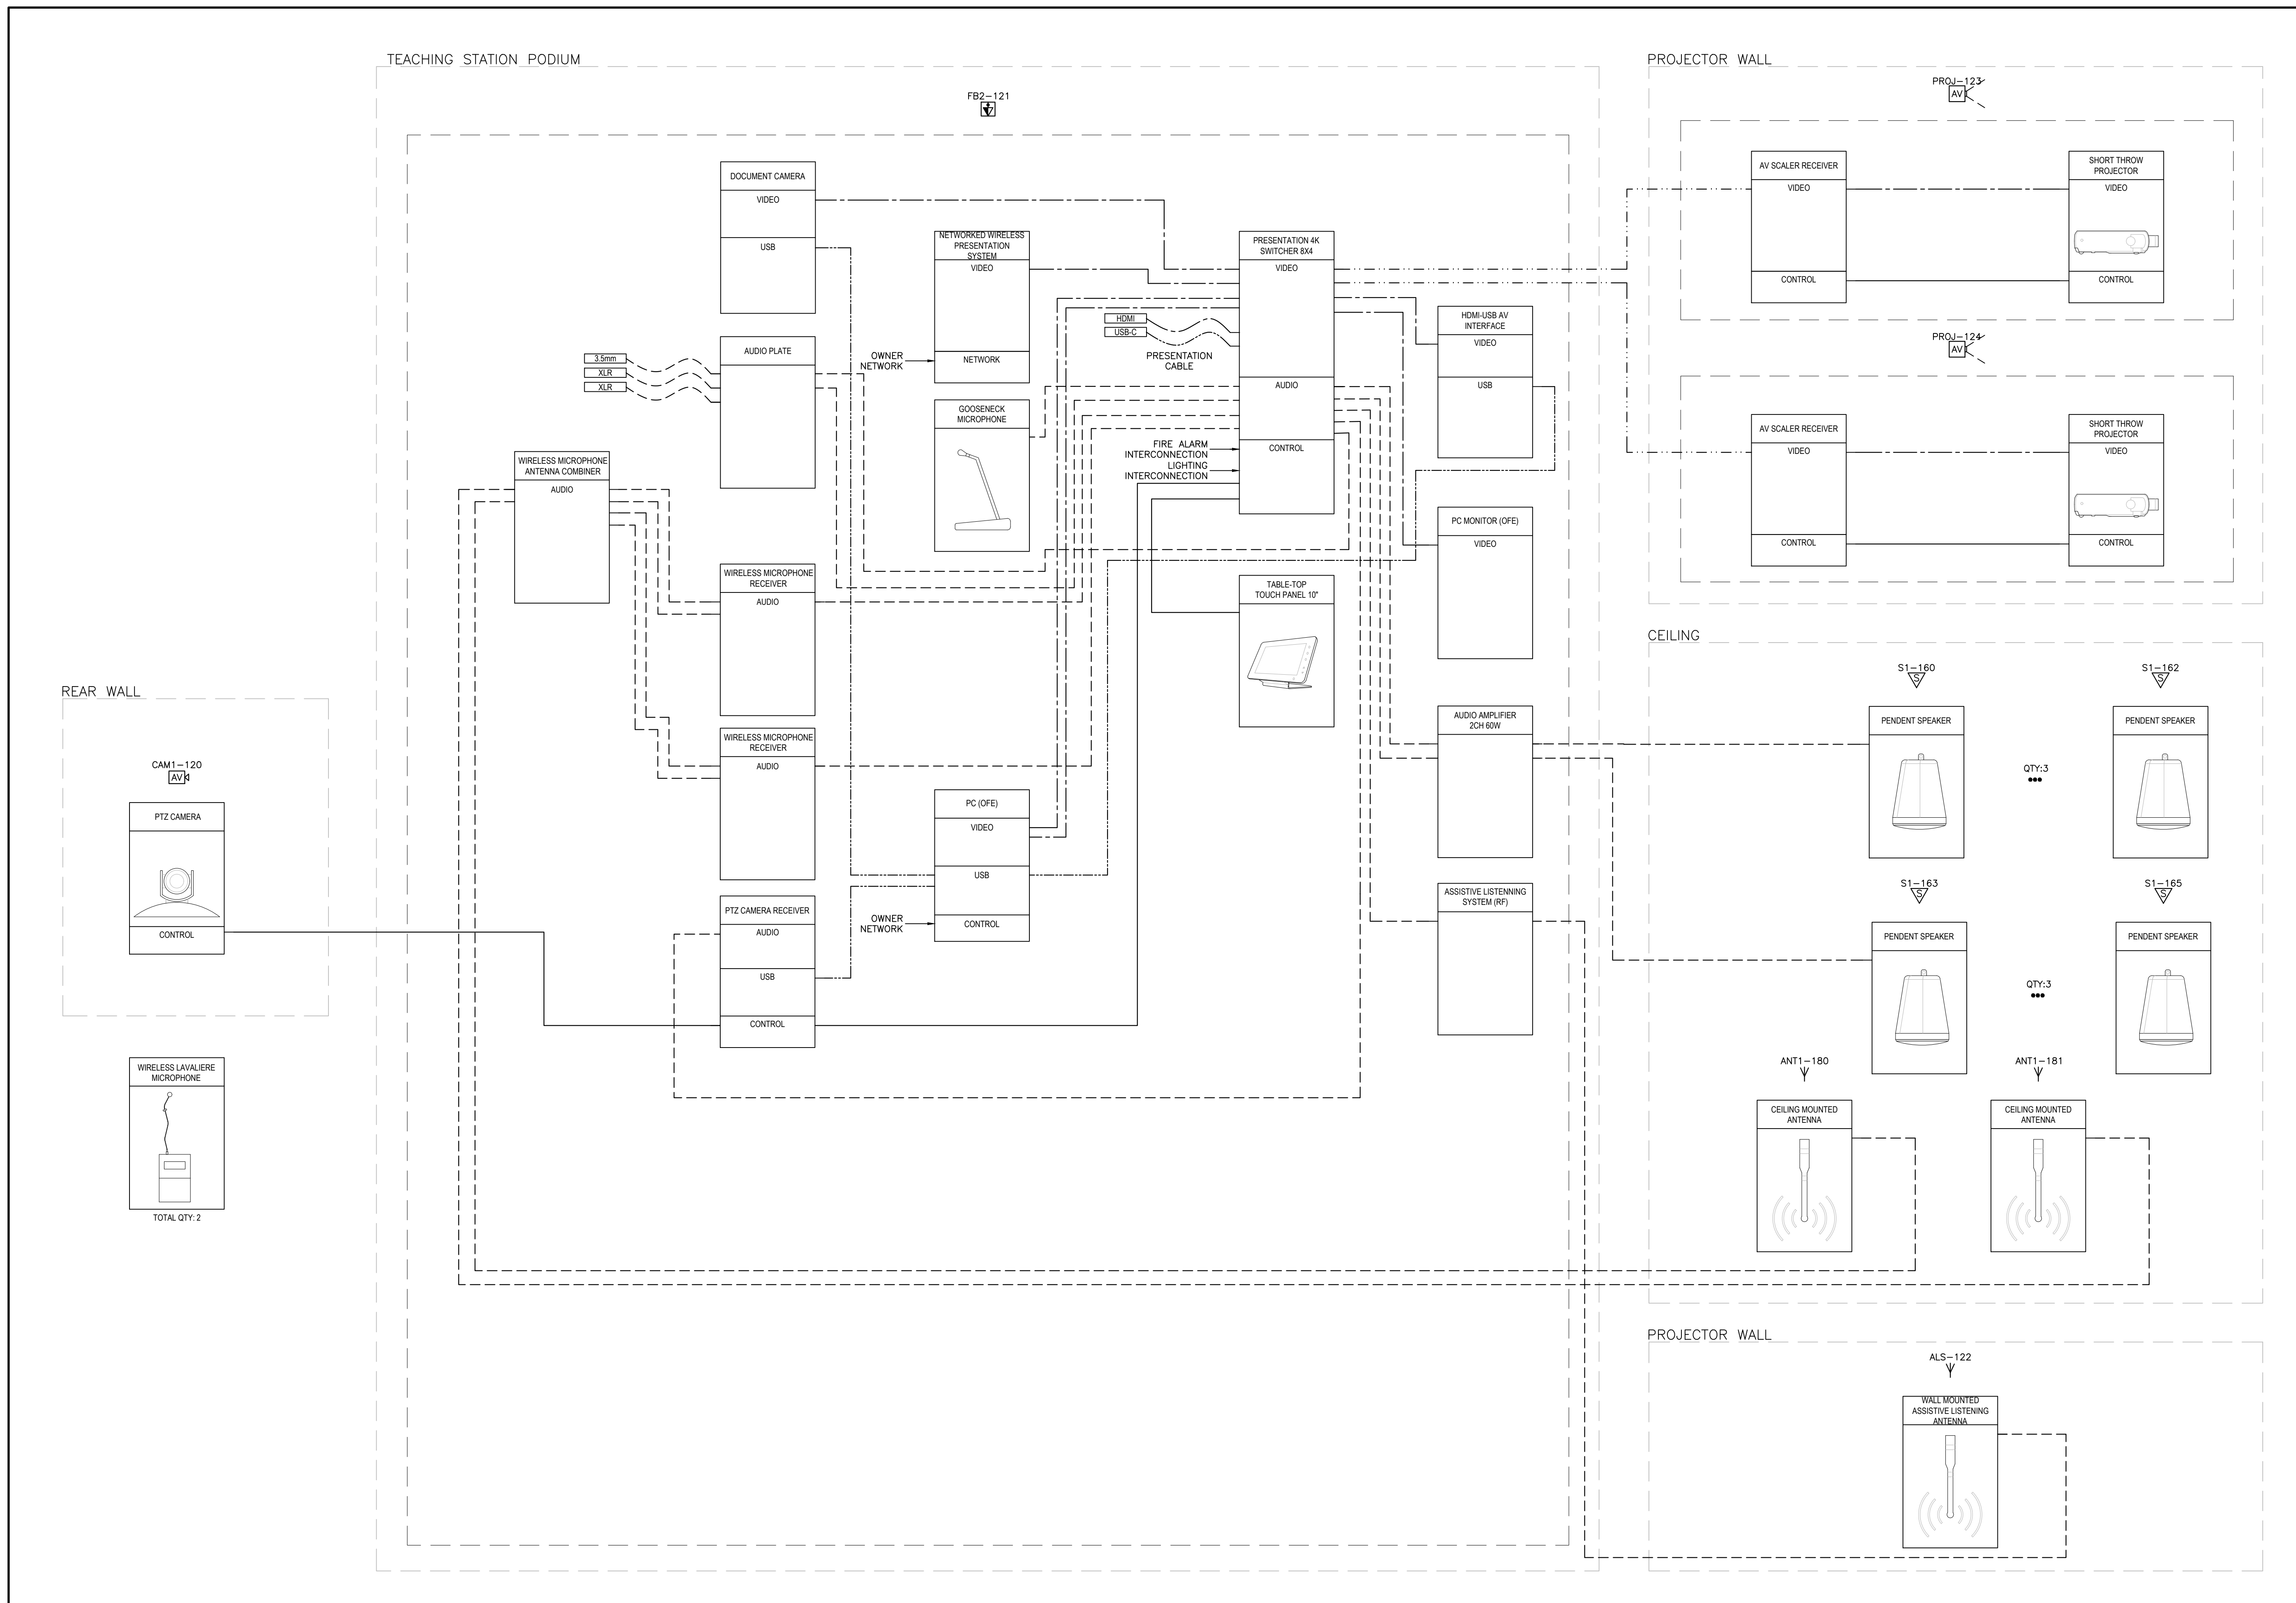 TEACHING STATION PODIUM
FB2-121
DOCUMENT CAMERA
VIDEO
USB
NETWORKED WIRELESS
PRESENTATION
SYSTEM
VIDEO
NETWORK
OWNER
NETWORK
PRESENTATION 4K
SWITCHER 8X4
VIDEO
AUDIO
CONTROL
HDMI
USB-C
PRESENTATION
CABLE
FIRE ALARM
INTERCONNECTION
LIGHTING
INTERCONNECTION
HDMI-USB AV
INTERFACE
VIDEO
USB
3.5mm
XLR
XLR
AUDIO PLATE
GOOSENECK
MICROPHONE
WIRELESS MICROPHONE
ANTENNA COMBINER
AUDIO
PC MONITOR (OFE)
VIDEO
WIRELESS MICROPHONE
RECEIVER
AUDIO
TABLE-TOP
TOUCH PANEL 10"
WIRELESS MICROPHONE
RECEIVER
AUDIO
AUDIO AMPLIFIER
2CH 60W
PC (OFE)
VIDEO
USB
CONTROL
OWNER
NETWORK
PTZ CAMERA RECEIVER
AUDIO
USB
CONTROL
ASSISTIVE LISTENNING
SYSTEM (RF)
REAR WALL
CAM1-120
AV
PTZ CAMERA
CONTROL
WIRELESS LAVALIERE
MICROPHONE
TOTAL QTY: 2
PROJECTOR WALL
PROJ-123
AV
AV SCALER RECEIVER
VIDEO
CONTROL
SHORT THROW
PROJECTOR
VIDEO
CONTROL
PROJ-124
AV
AV SCALER RECEIVER
VIDEO
CONTROL
SHORT THROW
PROJECTOR
VIDEO
CONTROL
CEILING
S1-160
S
PENDENT SPEAKER
QTY:3
S1-162
S
PENDENT SPEAKER
S1-163
S
PENDENT SPEAKER
QTY:3
S1-165
S
PENDENT SPEAKER
ANT1-180
CEILING MOUNTED
ANTENNA
ANT1-181
CEILING MOUNTED
ANTENNA
PROJECTOR WALL
ALS-122
WALL MOUNTED
ASSISTIVE LISTENING
ANTENNA